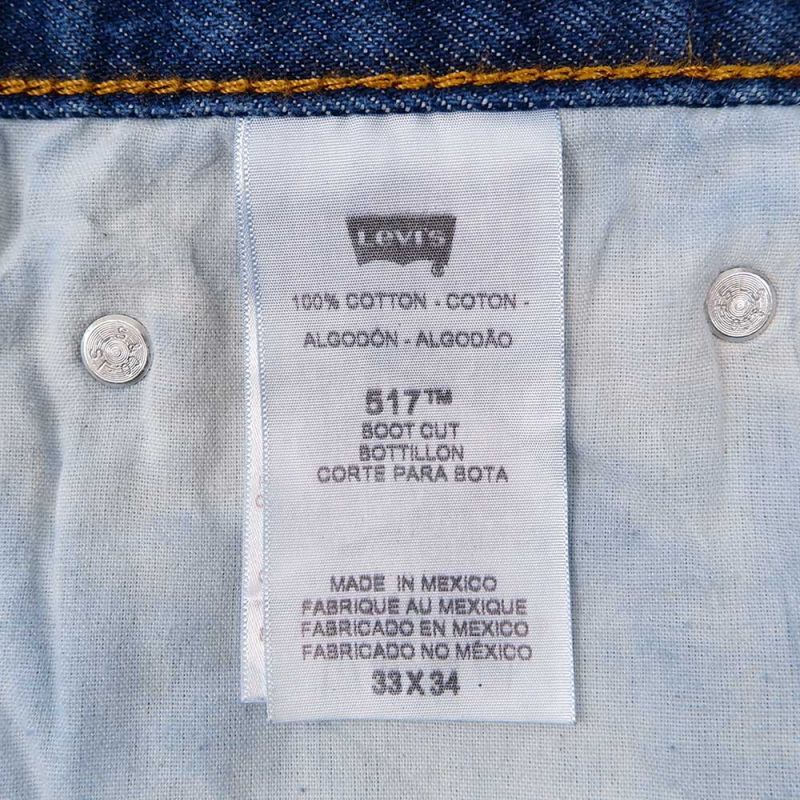 Levi's
100% COTTON - COTON -
ALGODÓN - ALGODÃO
517™
BOOT CUT
BOTTILLON
CORTE PARA BOTA
MADE IN MEXICO
FABRIQUE AU MEXIQUE
FABRICADO EN MEXICO
FABRICADO NO MÉXICO
33 X 34